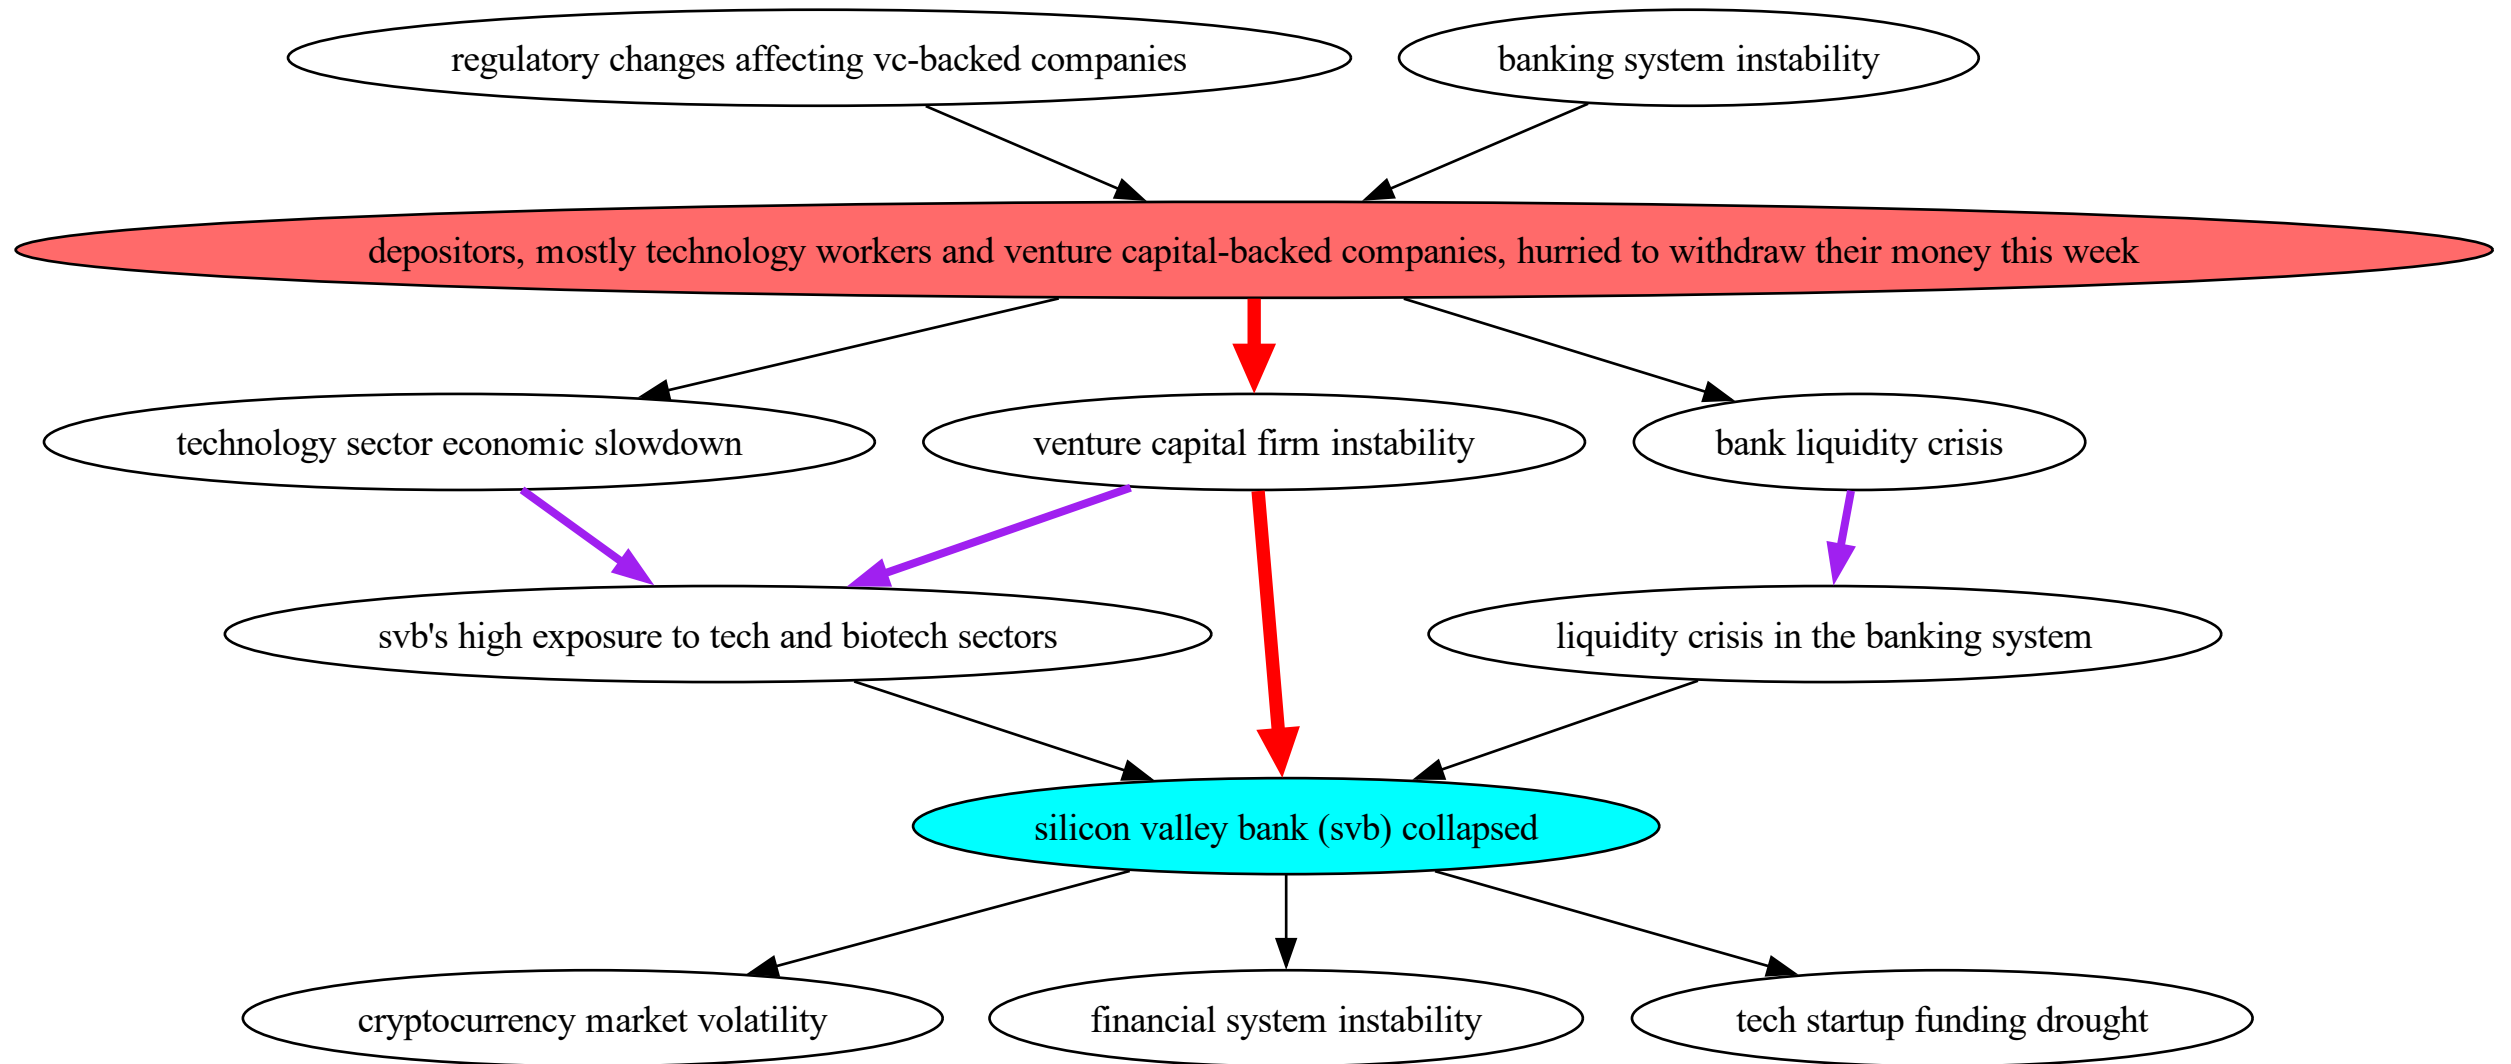 regulatory changes affecting vc-backed companies
banking system instability
depositors, mostly technology workers and venture capital-backed companies, hurried to withdraw their money this week
technology sector economic slowdown
venture capital firm instability
bank liquidity crisis
svb's high exposure to tech and biotech sectors
liquidity crisis in the banking system
silicon valley bank (svb) collapsed
cryptocurrency market volatility
financial system instability
tech startup funding drought